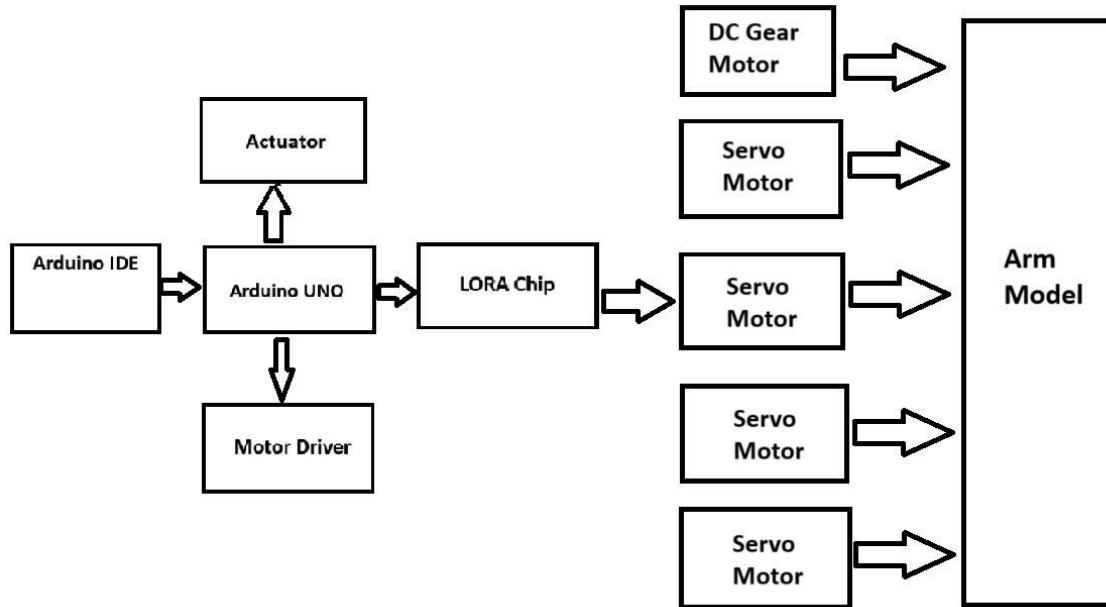 DC Gear
Motor
Actuator
Servo
Motor
Arduino IDE
Arduino UNO
LORA Chip
Servo
Motor
Arm
Model
Motor Driver
Servo
Motor
Servo
Motor